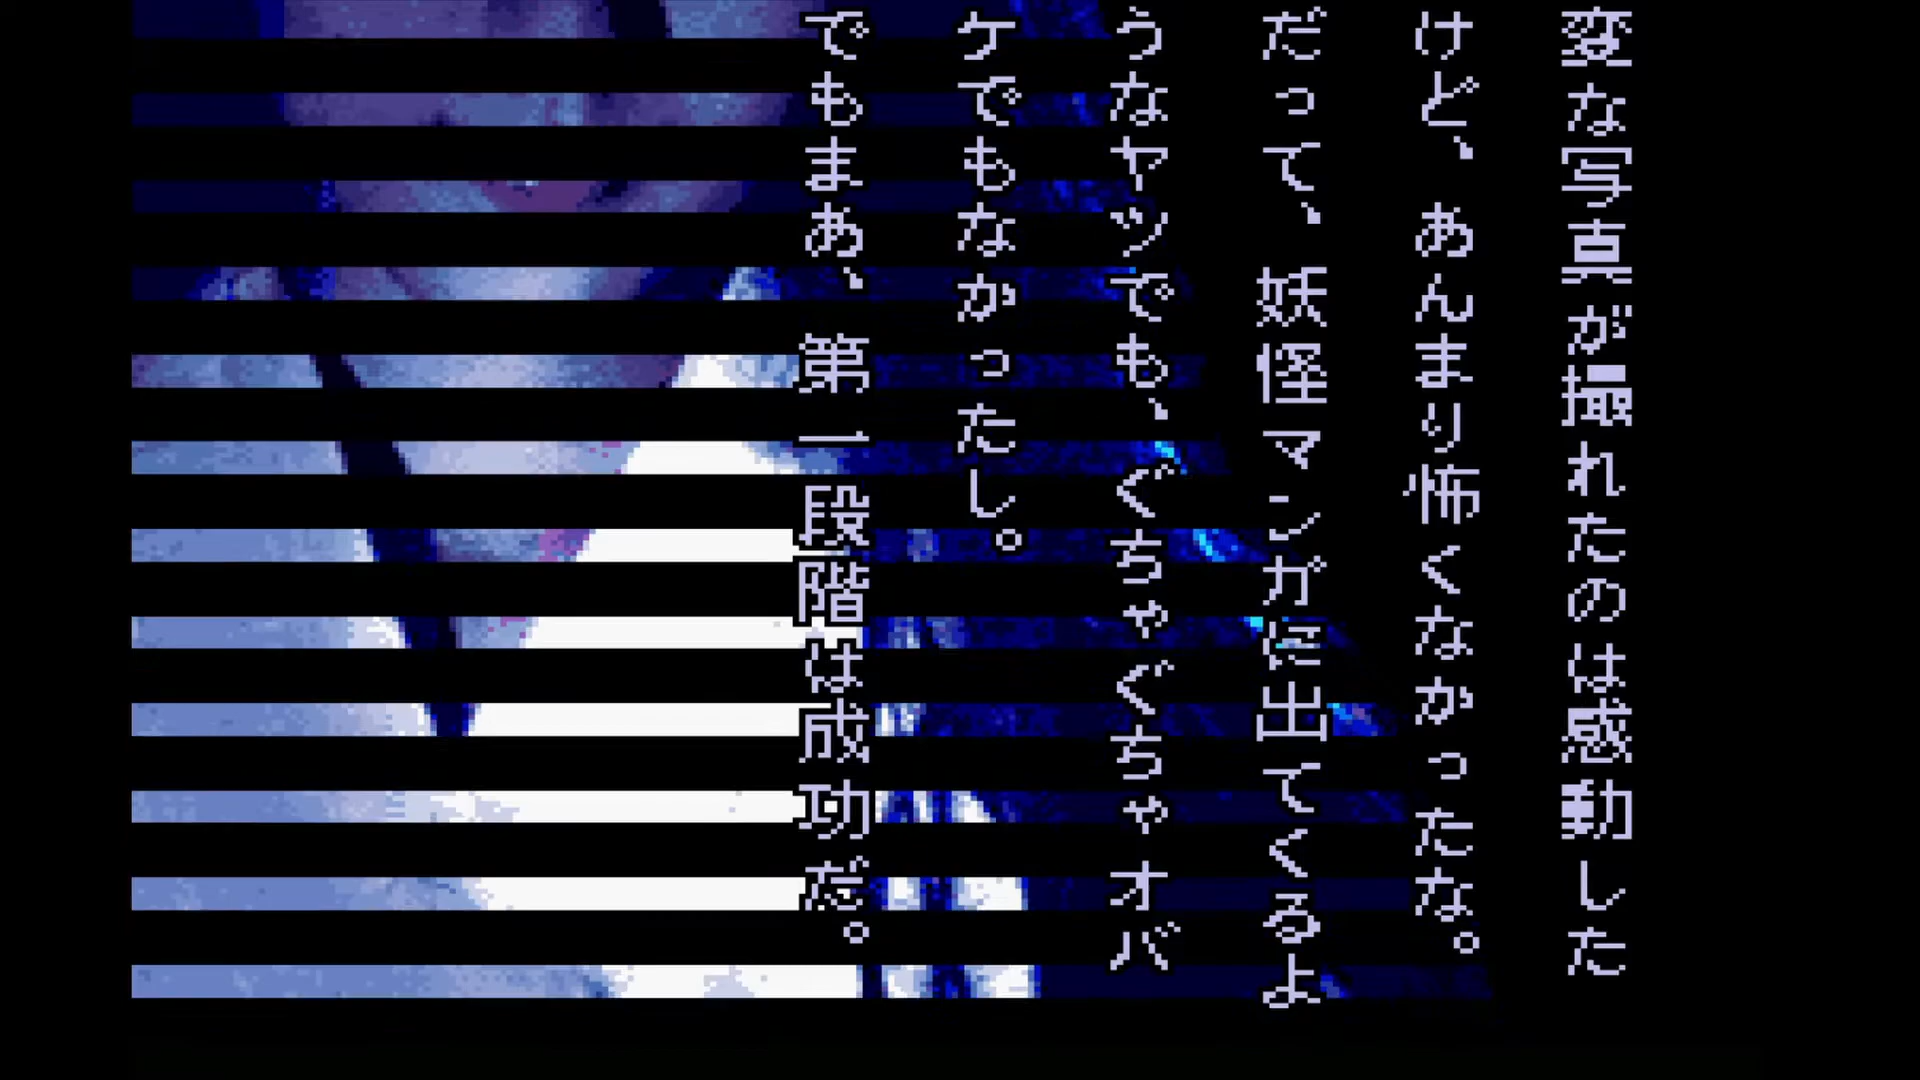 変な写真が撮れたのは感動した
けど、あんまり怖くなかったな。
だって、妖怪マンガに出てくるよ
うなヤツでも、ぐちゃぐちゃオバ
ケでもなかったし。
でもまあ、第一段階は成功だ。